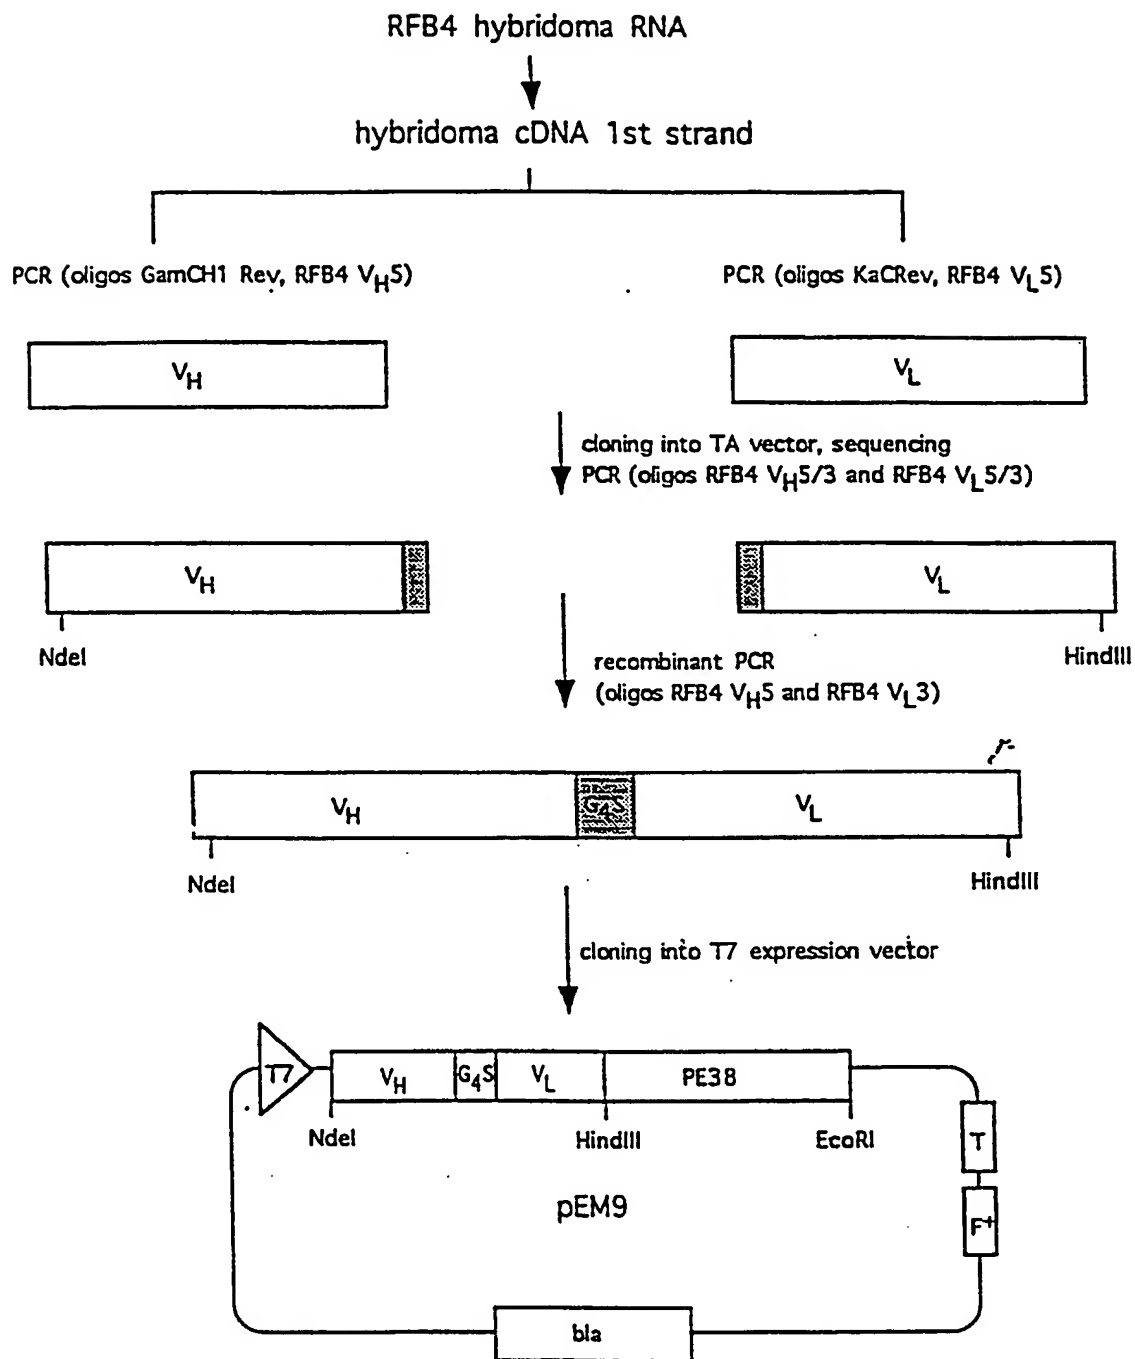 RFB4 hybridoma RNA
hybridoma cDNA 1st strand
PCR (oligos GamCH1 Rev, RFB4 VH5)
PCR (oligos KaCRev, RFB4 VL5)
VH
VL
cloning into TA vector, sequencing
PCR (oligos RFB4 VH5/3 and RFB4 VL5/3)
VH
VL
NdeI
HindIII
recombinant PCR
(oligos RFB4 VH5 and RFB4 VL3)
VH
G4S
VL
NdeI
HindIII
cloning into T7 expression vector
T7
VH
G4S
VL
PE38
NdeI
HindIII
EcoRI
T
pEM9
F+
bla